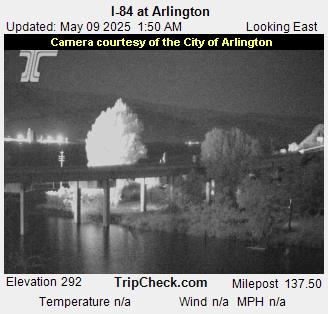 I-84 at Arlington
Updated: May 09 2025 1:50 AM Looking East
Camera courtesy of the City of Arlington
Elevation 292 TripCheck.com Milepost 137.50
Temperature n/a Wind n/a MPH n/a